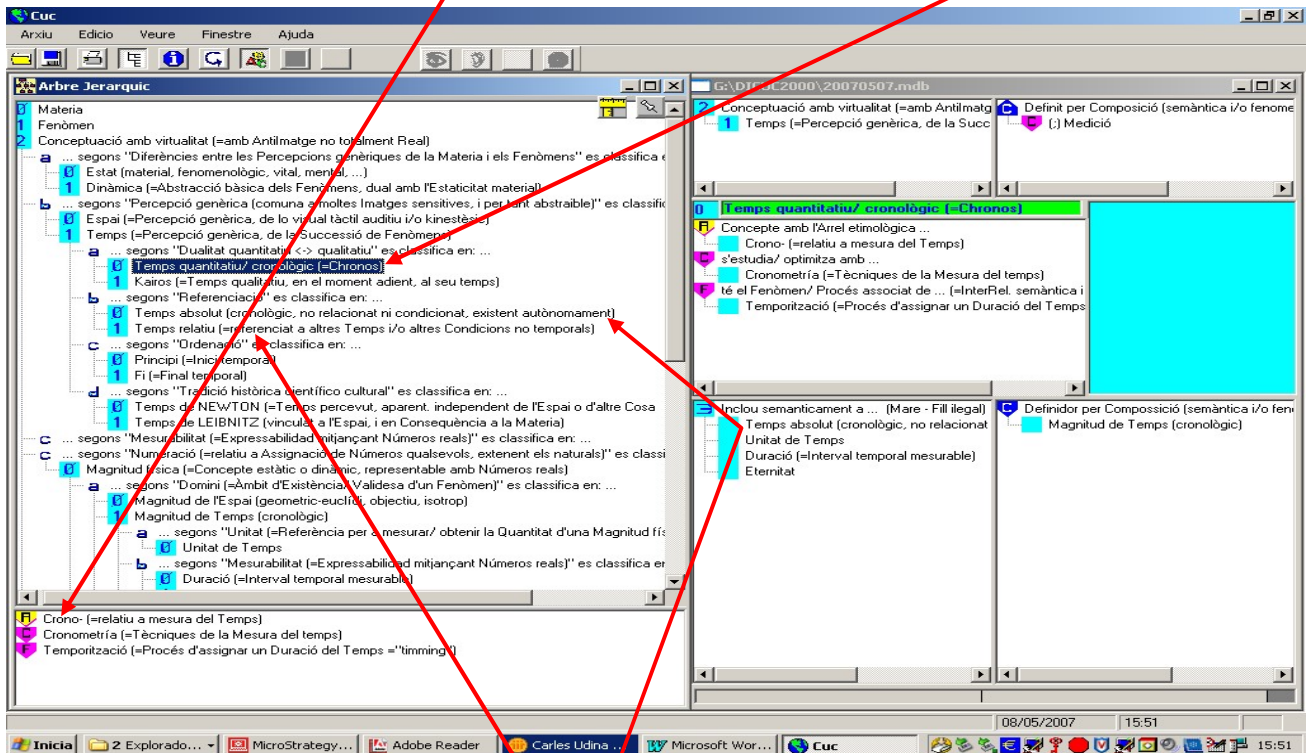 Cuc
Arxiu Edicio Veure Finestre Ajuda
Arbre Jerarquic
0 Materia
1 Fenòmen
2 Conceptuació amb virtualitat (=amb Antilmatge no totalment Real)
a ... segons "Diferències entre les Percepcions genèriques de la Materia i els Fenòmens" es classifica e
0 Estat (material, fenomenològic, vital, mental, ...)
1 Dinàmica (=Abstracció bàsica dels Fenòmens, dual amb l'Estaticitat material)
b ... segons "Percepció genèrica (comuna a moltes Imatges sensitives, i per tant abstraible)" es classific
0 Espai (=Percepció genèrica, de lo visual tàctil auditiu i/o kinestèsic)
1 Temps (=Percepció genèrica, de la Successió de Fenòmens)
a ... segons "Dualitat quantitatiu <-> qualitatiu" es classifica en: ...
0 Temps quantitatiu/ cronològic (=Chronos)
1 Kairos (=Temps qualitatiu, en el moment adient, al seu temps)
b ... segons "Referenciació" es classifica en: ...
0 Temps absolut (cronològic, no relacionat ni condicionat, existent autònomament)
1 Temps relatiu (=referenciat a altres Temps i/o altres Condicions no temporals)
c ... segons "Ordenació" es classifica en: ...
0 Principi (=Inici temporal)
1 Fi (=Final temporal)
d ... segons "Tradició històrica científico cultural" es classifica en: ...
0 Temps de NEWTON (=Temps percevut, aparent. independent de l'Espai o d'altre Cosa
1 Temps de LEIBNITZ (vinculat a l'Espai, i en Consequència a la Materia)
c ... segons "Mesurabilitat (=Expressabilidad mitjançant Números reals)" es classifica en: ...
c ... segons "Numeració (=relatiu a Assignació de Números qualsevols, extenent els naturals)" es classi
0 Magnitud física (=Concepte estàtic o dinàmic, representable amb Números reals)
a ... segons "Domini (=Àmbit d'Existència/ Validesa d'un Fenòmen)" es classifica en: ...
0 Magnitud de l'Espai (geometric-euclídi, objectiu, isotrop)
1 Magnitud de Temps (cronològic)
a ... segons "Unitat (=Referència per a mesurar/ obtenir la Quantitat d'una Magnitud fís
0 Unitat de Temps
b ... segons "Mesurabilitat (=Expressabilidad mitjançant Números reals)" es classifica en
0 Duració (=Interval temporal mesurable)
A Crono- (=relatiu a mesura del Temps)
C Cronometría (=Tècniques de la Mesura del temps)
F Temporització (=Procés d'assignar un Duració del Temps ="timming")
G:\DICUC2000\20070507.mdb
2 Conceptuació amb virtualitat (=amb Antilmatg
1 Temps (=Percepció genèrica, de la Succ
C Definit per Composició (semàntica i/o fenome
C (;) Medició
0 Temps quantitatiu/ cronològic (=Chronos)
A Concepte amb l'Arrel etimològica ...
Crono- (=relatiu a mesura del Temps)
C s'estudia/ optimitza amb ...
Cronometría (=Tècniques de la Mesura del temps)
F té el Fenòmen/ Procés associat de ... (=InterRel. semàntica i
Temporització (=Procés d'assignar un Duració del Temps
Inclou semanticament a ... (Mare - Fill ilegal)
Temps absolut (cronològic, no relacionat
Unitat de Temps
Duració (=Interval temporal mesurable)
Eternitat
C Definidor per Compossició (semàntica i/o fen
Magnitud de Temps (cronològic)
08/05/2007 15:51
Inicia 2 Explorado... MicroStrategy... Adobe Reader Carles Udina ... Microsoft Wor... Cuc 15:51